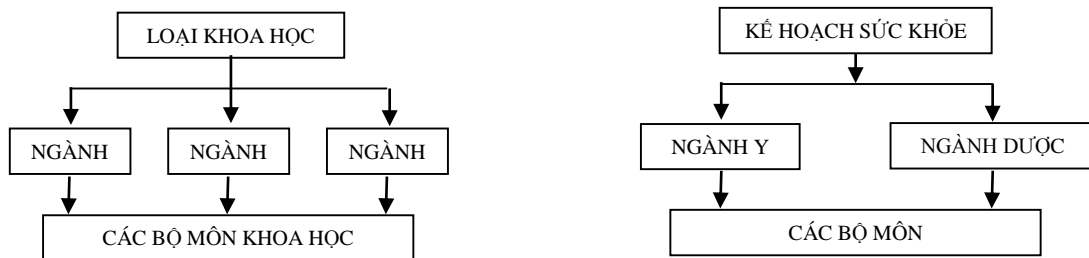 LOẠI KHOA HỌC
NGÀNH
NGÀNH
NGÀNH
CÁC BỘ MÔN KHOA HỌC
KẾ HOẠCH SỨC KHỎE
NGÀNH Y
NGÀNH DƯỢC
CÁC BỘ MÔN